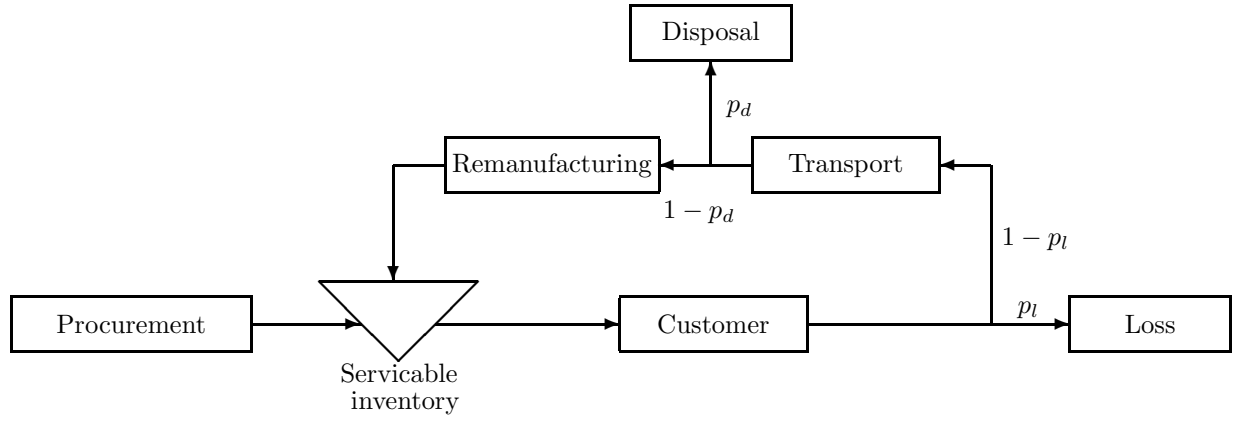 Disposal
p_d
Remanufacturing
Transport
1 − p_d
1 − p_l
Procurement
Customer
p_l
Loss
Servicable
inventory